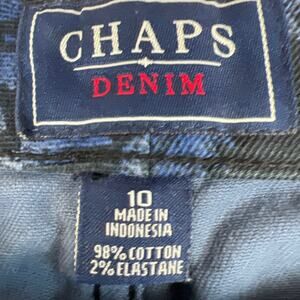 CHAPS
DENIM
10
MADE IN
INDONESIA
98% COTTON
2% ELASTANE